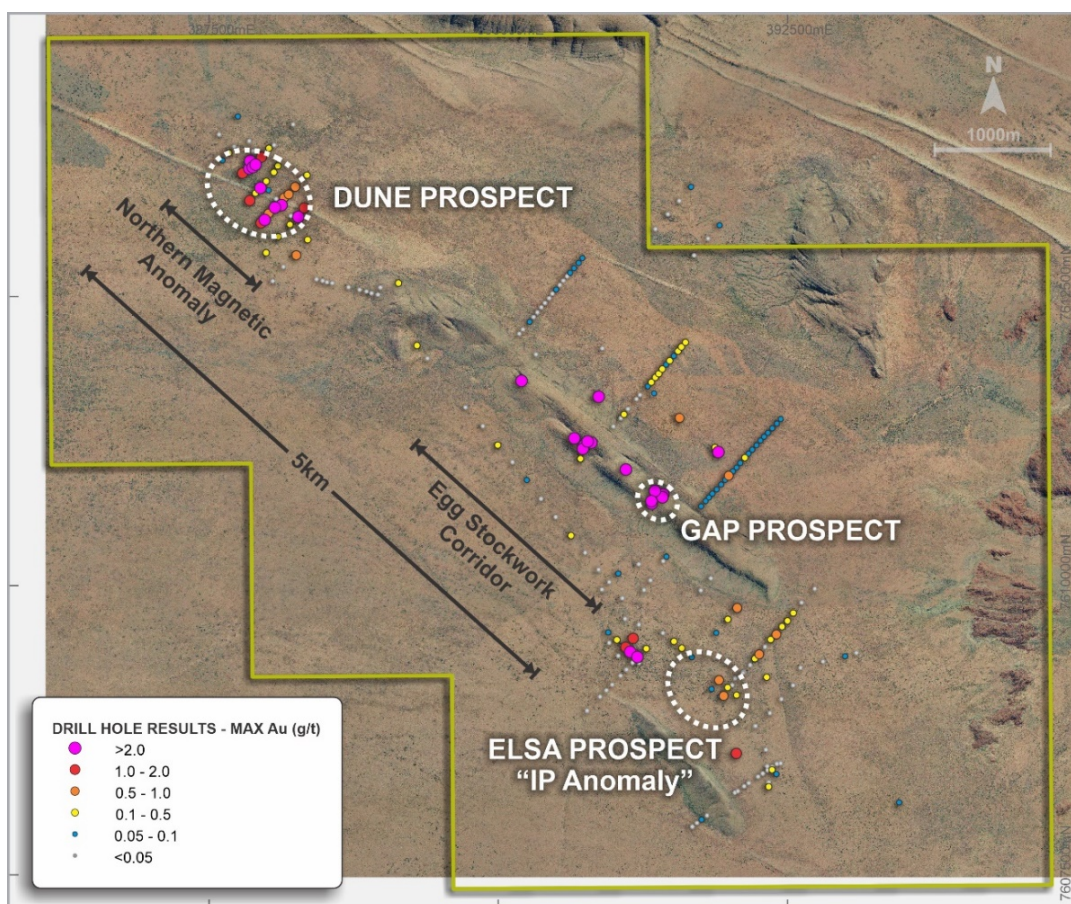 392500mE
N
1000m
DUNE PROSPECT
Northern Magnetic
Anomaly
5km
Egg Stockwork
Corridor
GAP PROSPECT
ELSA PROSPECT
“IP Anomaly”
DRILL HOLE RESULTS - MAX Au (g/t)
>2.0
1.0 - 2.0
0.5 - 1.0
0.1 - 0.5
0.05 - 0.1
<0.05